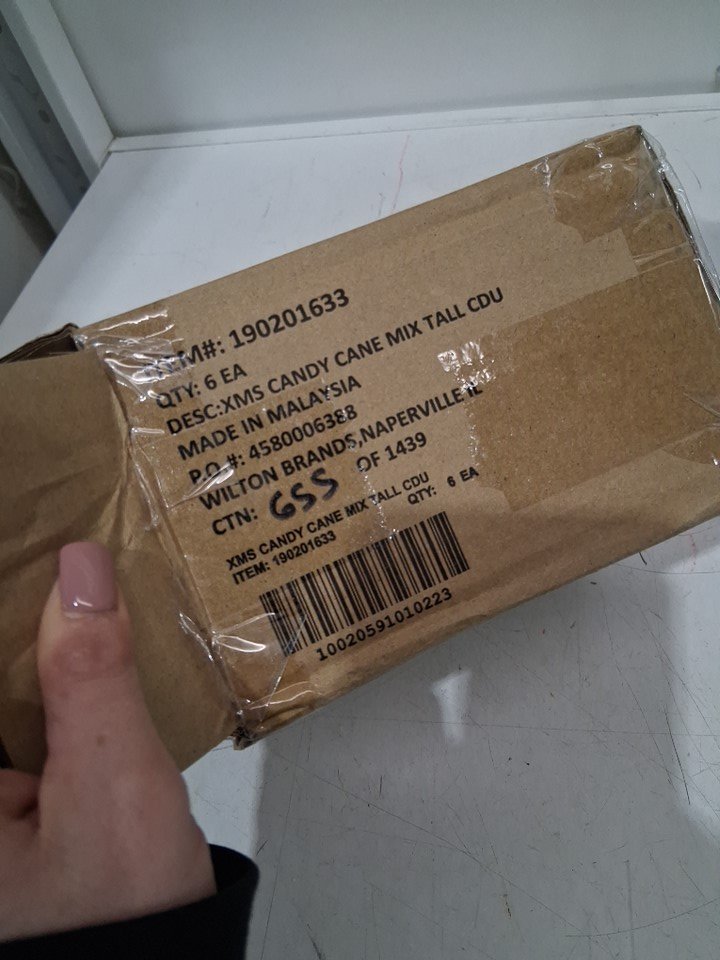 ITEM#: 190201633
QTY: 6 EA
DESC:XMS CANDY CANE MIX TALL CDU
MADE IN MALAYSIA
P.O #: 4580006388
WILTON BRANDS,NAPERVILLE IL
CTN: 655 OF 1439
XMS CANDY CANE MIX TALL CDU
ITEM: 190201633 QTY: 6 EA
10020591010223